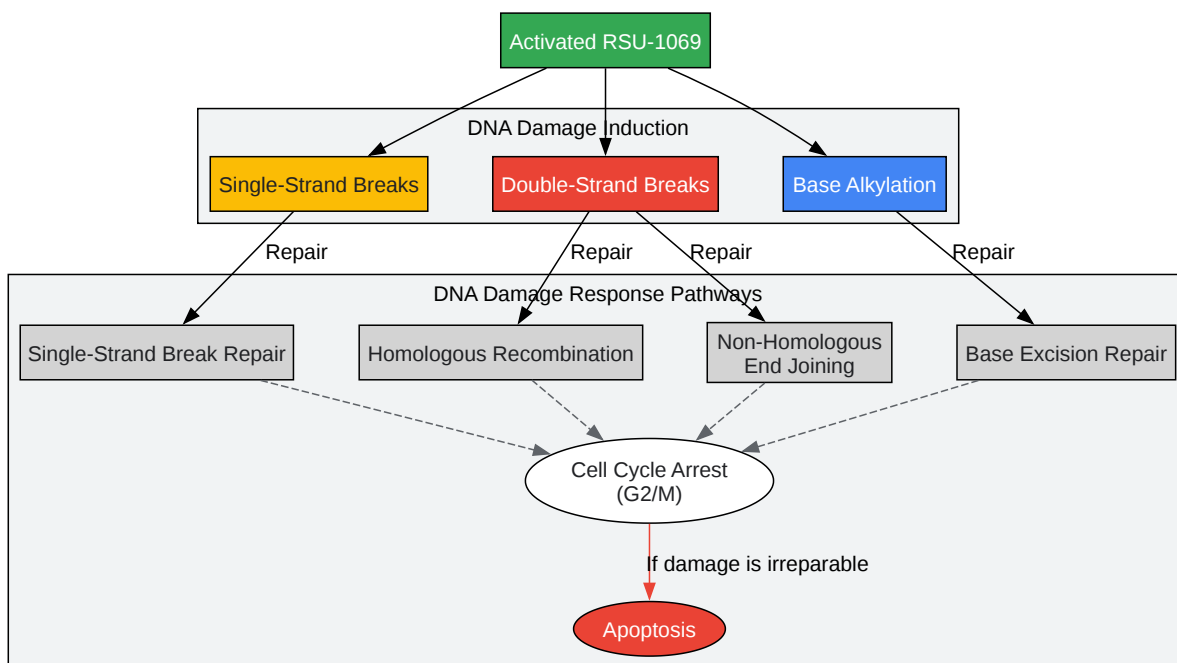 Activated RSU-1069
DNA Damage Induction
Single-Strand Breaks
Double-Strand Breaks
Base Alkylation
Repair
Repair
Repair
Repair
DNA Damage Response Pathways
Single-Strand Break Repair
Homologous Recombination
Non-Homologous
End Joining
Base Excision Repair
Cell Cycle Arrest
(G2/M)
If damage is irreparable
Apoptosis